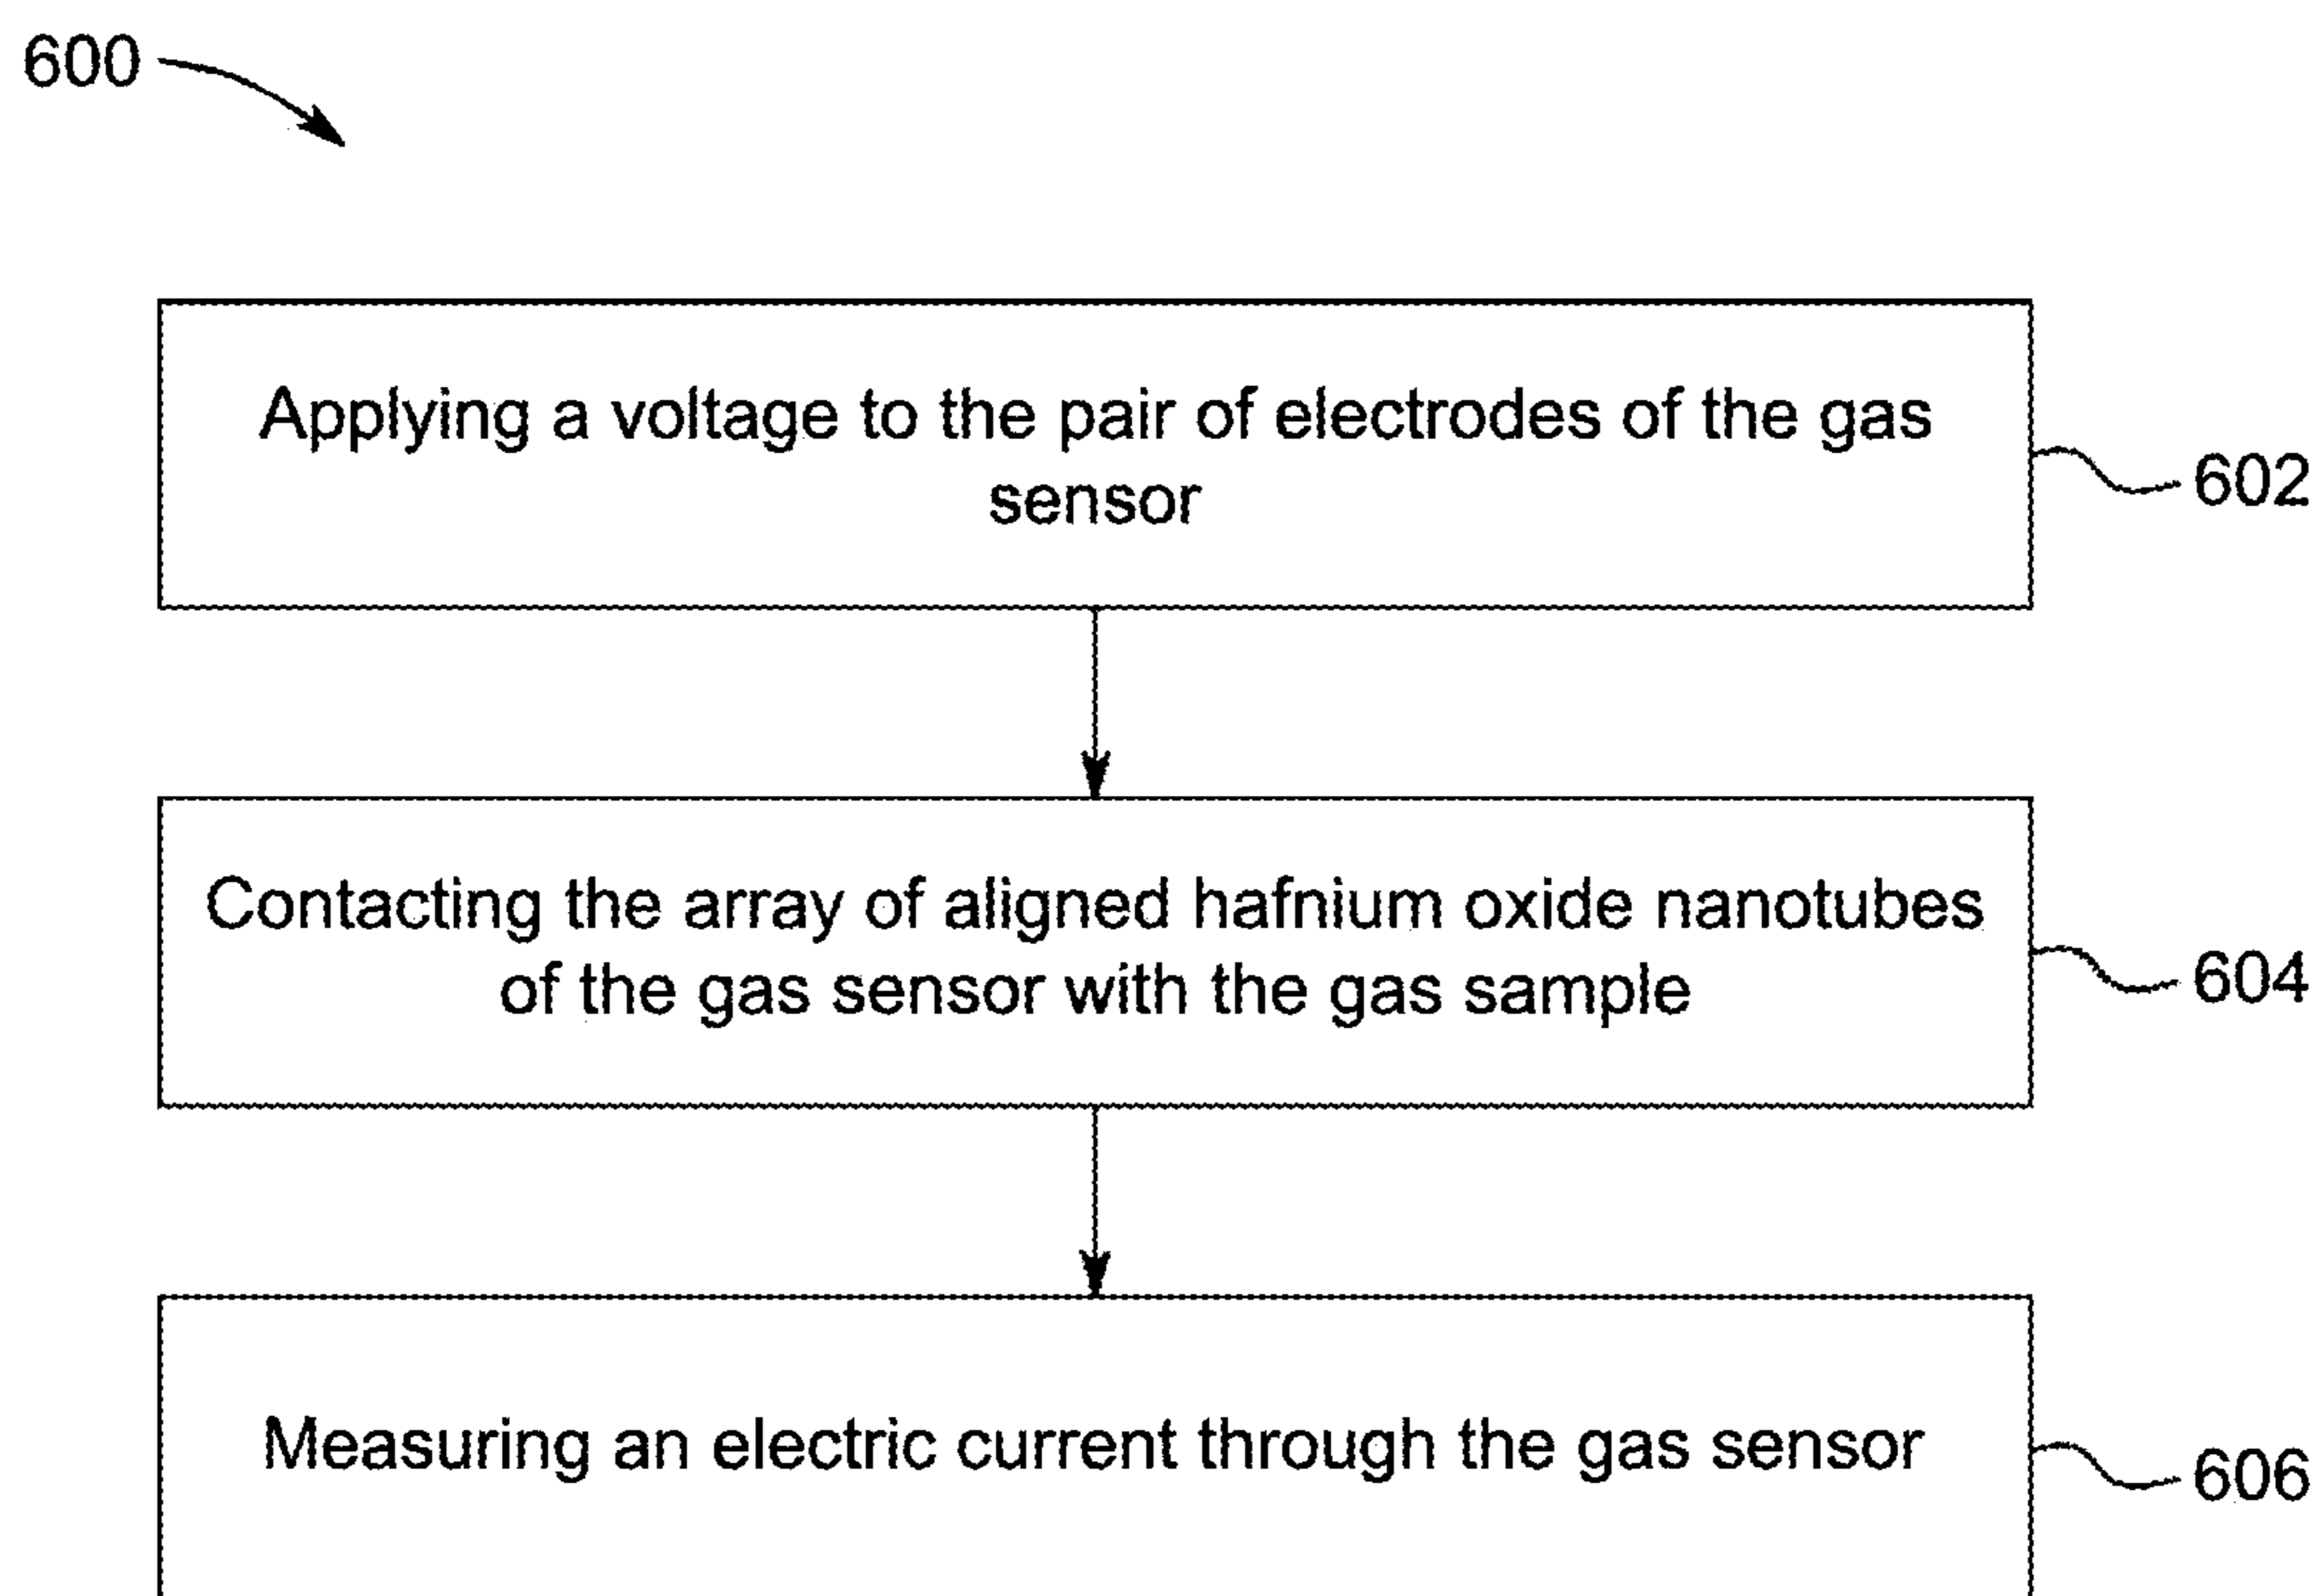 600
Applying a voltage to the pair of electrodes of the gas
sensor
602
Contacting the array of aligned hafnium oxide nanotubes
of the gas sensor with the gas sample
604
Measuring an electric current through the gas sensor
606